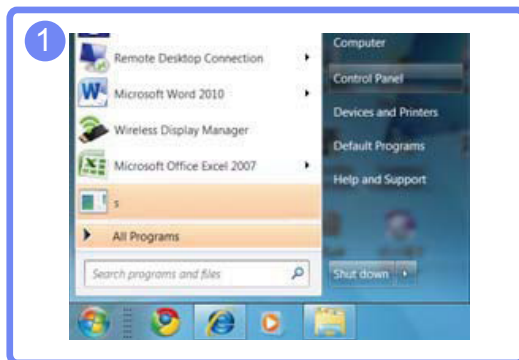 1
Remote Desktop Connection
Microsoft Word 2010
Wireless Display Manager
Microsoft Office Excel 2007
s
All Programs
Search programs and files
Computer
Control Panel
Devices and Printers
Default Programs
Help and Support
Shut down